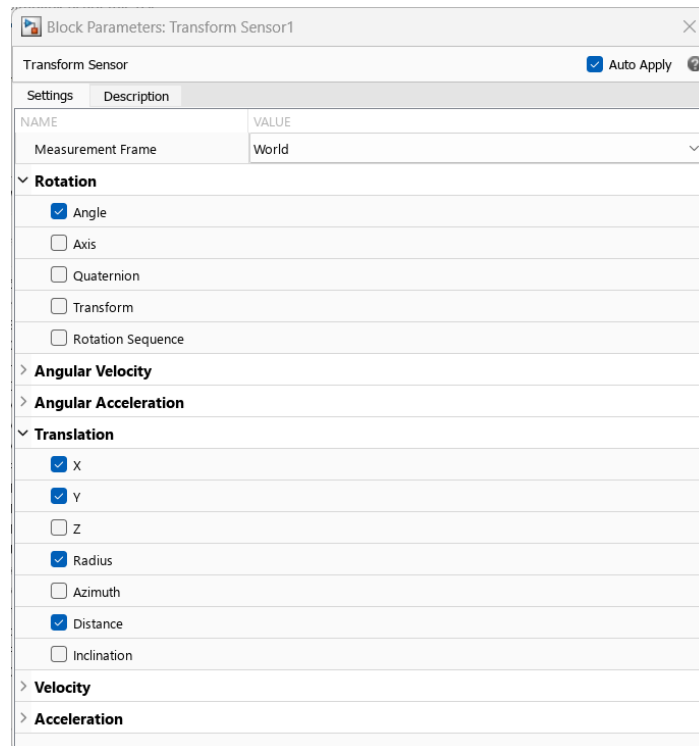 Block Parameters: Transform Sensor1
Transform Sensor
Auto Apply
Settings Description
NAME VALUE
Measurement Frame World
Rotation
Angle
Axis
Quaternion
Transform
Rotation Sequence
Angular Velocity
Angular Acceleration
Translation
X
Y
Z
Radius
Azimuth
Distance
Inclination
Velocity
Acceleration